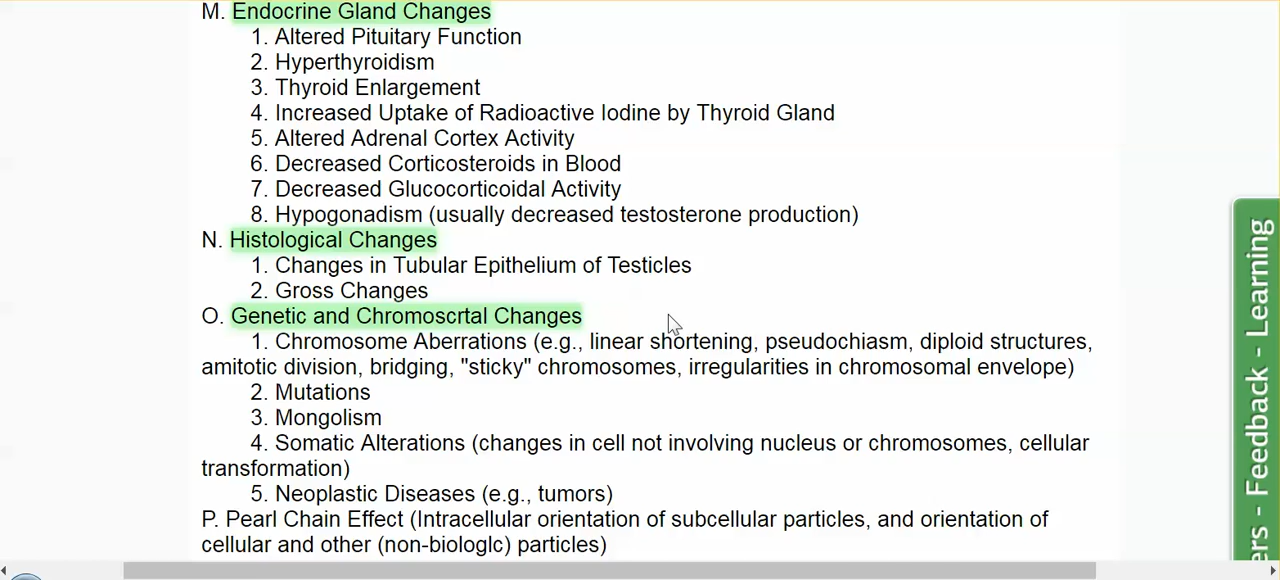 M. Endocrine Gland Changes
1. Altered Pituitary Function
2. Hyperthyroidism
3. Thyroid Enlargement
4. Increased Uptake of Radioactive Iodine by Thyroid Gland
5. Altered Adrenal Cortex Activity
6. Decreased Corticosteroids in Blood
7. Decreased Glucocorticoidal Activity
8. Hypogonadism (usually decreased testosterone production)
N. Histological Changes
1. Changes in Tubular Epithelium of Testicles
2. Gross Changes
O. Genetic and Chromoscrtal Changes
1. Chromosome Aberrations (e.g., linear shortening, pseudochiasm, diploid structures,
amitotic division, bridging, "sticky" chromosomes, irregularities in chromosomal envelope)
2. Mutations
3. Mongolism
4. Somatic Alterations (changes in cell not involving nucleus or chromosomes, cellular
transformation)
5. Neoplastic Diseases (e.g., tumors)
P. Pearl Chain Effect (Intracellular orientation of subcellular particles, and orientation of
cellular and other (non-biologlc) particles)
ers - Feedback - Learning